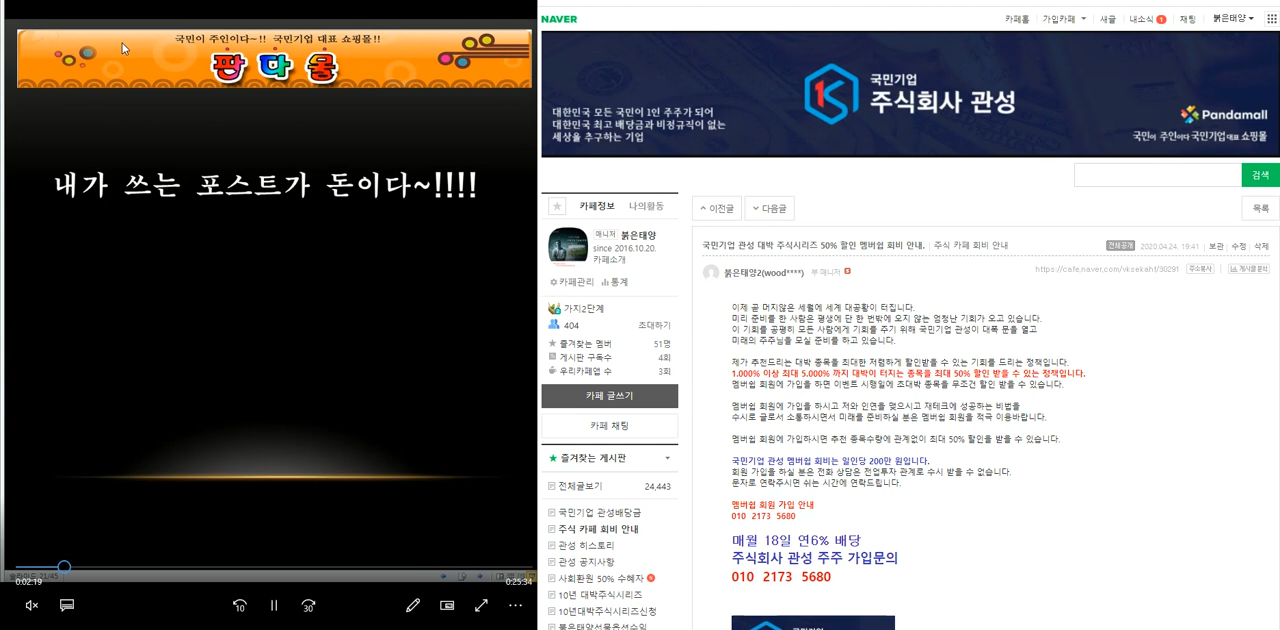 국민이 주인이다~!! 국민기업 대표 쇼핑몰!!
판다몰
내가 쓰는 포스트가 돈이다~!!!!
슬라이드 21/45
0:02:19
0:25:34
10
30
NAVER
카페홈 가입카페 새글 내소식 1 채팅 붉은태양
대한민국 모든 국민이 1인 주주가 되어
대한민국 최고 배당금과 비정규직이 없는
세상을 추구하는 기업
국민기업
주식회사 관성
Pandamall
국민이 주인이다 국민기업대표 쇼핑몰
검색
카페정보 나의활동
매니저 붉은태양
since 2016.10.20.
카페소개
카페관리 통계
가지2단계
404 초대하기
즐겨찾는 멤버 51명
게시판 구독수 4회
우리카페앱 수 3회
카페 글쓰기
카페 채팅
즐겨찾는 게시판
전체글보기 24,443
국민기업 관성배당금
주식 카페 회비 안내
관성 히스토리
관성 공지사항
사회환원 50% 수혜자
10년 대박주식시리즈
10년대박주식시리즈신청
붉은태양선물옵션수익
이전글 다음글 목록
국민기업 관성 대박 주식시리즈 50% 할인 멤버쉽 회비 안내. 주식 카페 회비 안내
전체공개 2020.04.24. 19:41 보관 수정 삭제
붉은태양2(wood****) 부매니저
https://cafe.naver.com/vksekahf/30291 주소복사 게시물분석
이제 곧 머지않은 세월에 세계 대공황이 터집니다.
미리 준비를 한 사람은 평생에 단 한 번밖에 오지 않는 엄청난 기회가 오고 있습니다.
이 기회를 공평히 모든 사람에게 기회를 주기 위해 국민기업 관성이 대폭 문을 열고
미래의 주주님을 모실 준비를 하고 있습니다.
제가 추천드리는 대박 종목을 최대한 저렴하게 할인받을 수 있는 기회를 드리는 정책입니다.
1,000% 이상 최대 5,000% 까지 대박이 터지는 종목을 최대 50% 할인 받을 수 있는 정책입니다.
멤버쉽 회원에 가입을 하면 이벤트 시행일에 초대박 종목을 무조건 할인 받을 수 있습니다.
멤버쉽 회원에 가입을 하시고 저와 인연을 맺으시고 재테크에 성공하는 비법을
수시로 글로서 소통하시면서 미래를 준비하실 분은 멤버쉽 회원을 적극 이용바랍니다.
멤버쉽 회원에 가입하시면 추천 종목수량에 관계없이 최대 50% 할인을 받을 수 있습니다.
국민기업 관성 멤버쉽 회비는 일인당 200만 원입니다.
회원 가입을 하실 분은 전화 상담은 전업투자 관계로 수시 받을 수 없습니다.
문자로 연락주시면 쉬는 시간에 연락드립니다.
멤버쉽 회원 가입 안내
010 2173 5680
매월 18일 연6% 배당
주식회사 관성 주주 가입문의
010 2173 5680